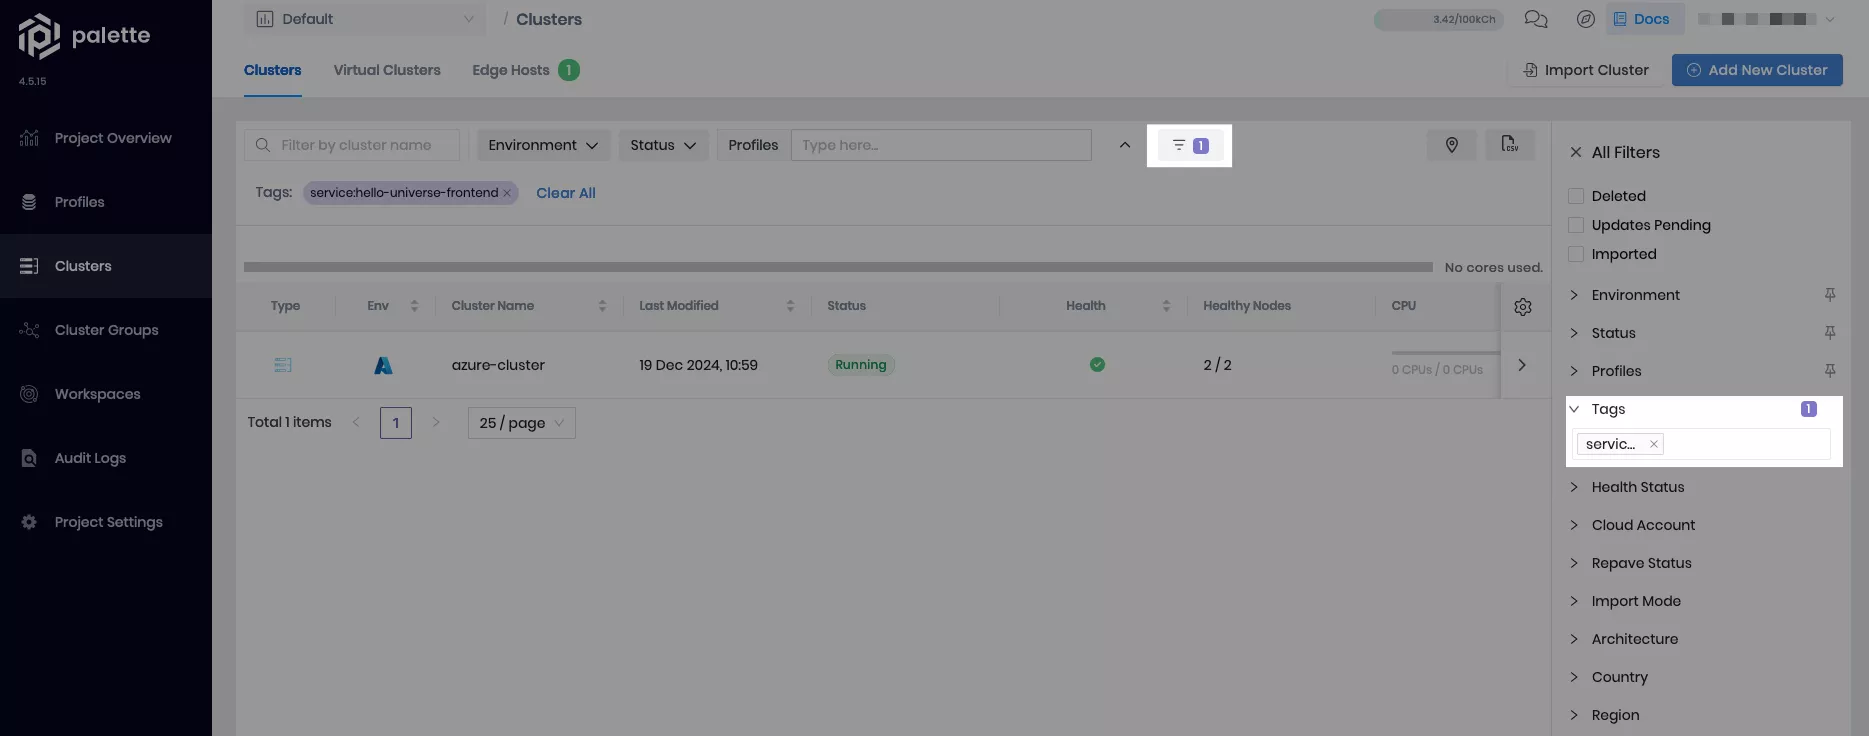 palette
4.5.15
Project Overview
Profiles
Clusters
Cluster Groups
Workspaces
Audit Logs
Project Settings
Default / Clusters
3.42/100kCh
Docs
Clusters Virtual Clusters Edge Hosts 1
Import Cluster
Add New Cluster
Filter by cluster name
Environment
Status
Profiles
Type here...
1
CSV
Tags: service:hello-universe-frontend Clear All
No cores used.
Type Env Cluster Name Last Modified Status Health Healthy Nodes CPU
azure-cluster 19 Dec 2024, 10:59 Running 2 / 2 0 CPUs / 0 CPUs
Total 1 items 1 25 / page
All Filters
Deleted
Updates Pending
Imported
Environment
Status
Profiles
Tags 1
servic...
Health Status
Cloud Account
Repave Status
Import Mode
Architecture
Country
Region